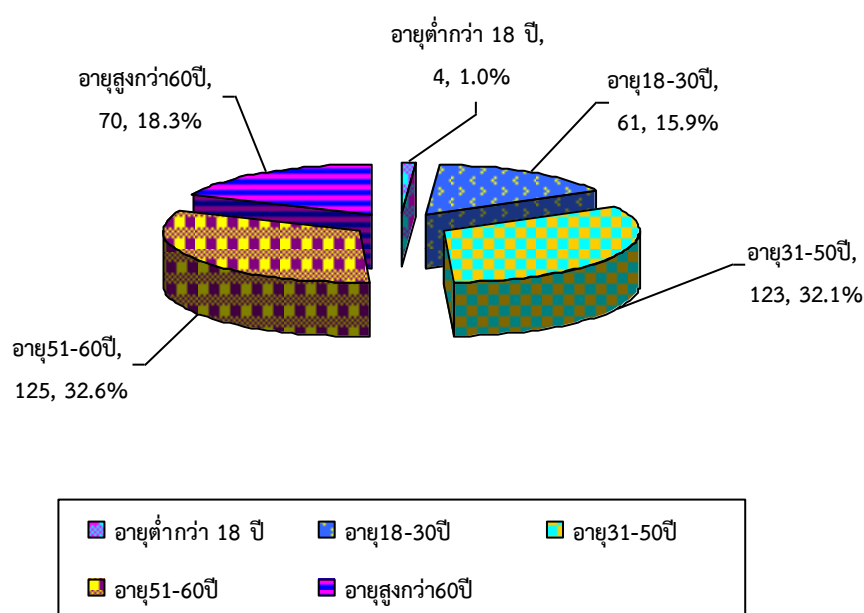 อายุต่ำกว่า 18 ปี,
4, 1.0%
อายุสูงกว่า60ปี,
70, 18.3%
อายุ18-30ปี,
61, 15.9%
อายุ31-50ปี,
123, 32.1%
อายุ51-60ปี,
125, 32.6%
อายุต่ำกว่า 18 ปี
อายุ18-30ปี
อายุ31-50ปี
อายุ51-60ปี
อายุสูงกว่า60ปี